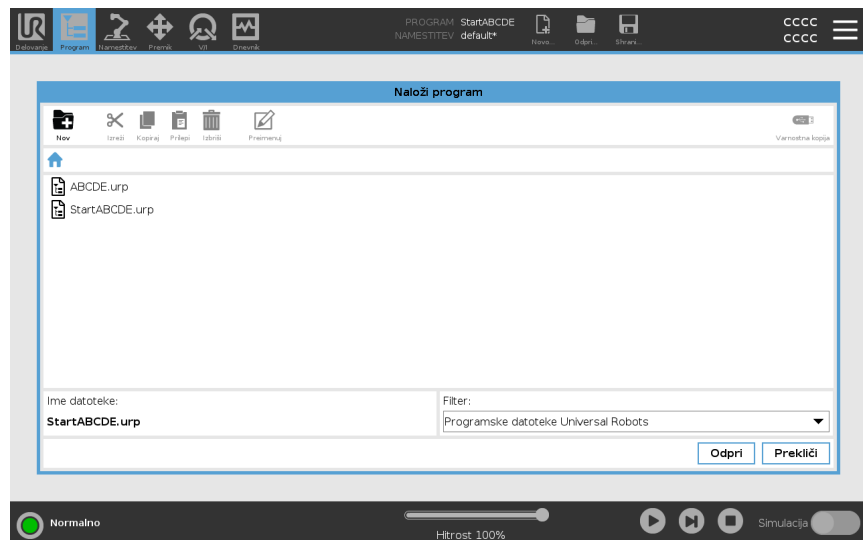 PROGRAM StartABCDE
NAMESTITEV default*
Delovanje Program Namestitev Premik V/I Dnevnik Novo... Odpri... Shrani...
cccc
cccc
Naloži program
Nov Izreži Kopiraj Prilepi Izbriši Preimenuj Varnostna kopija
ABCDE.urp
StartABCDE.urp
Ime datoteke: Filter:
StartABCDE.urp Programske datoteke Universal Robots
Odpri Prekliči
Normalno Simulacija
Hitrost 100%